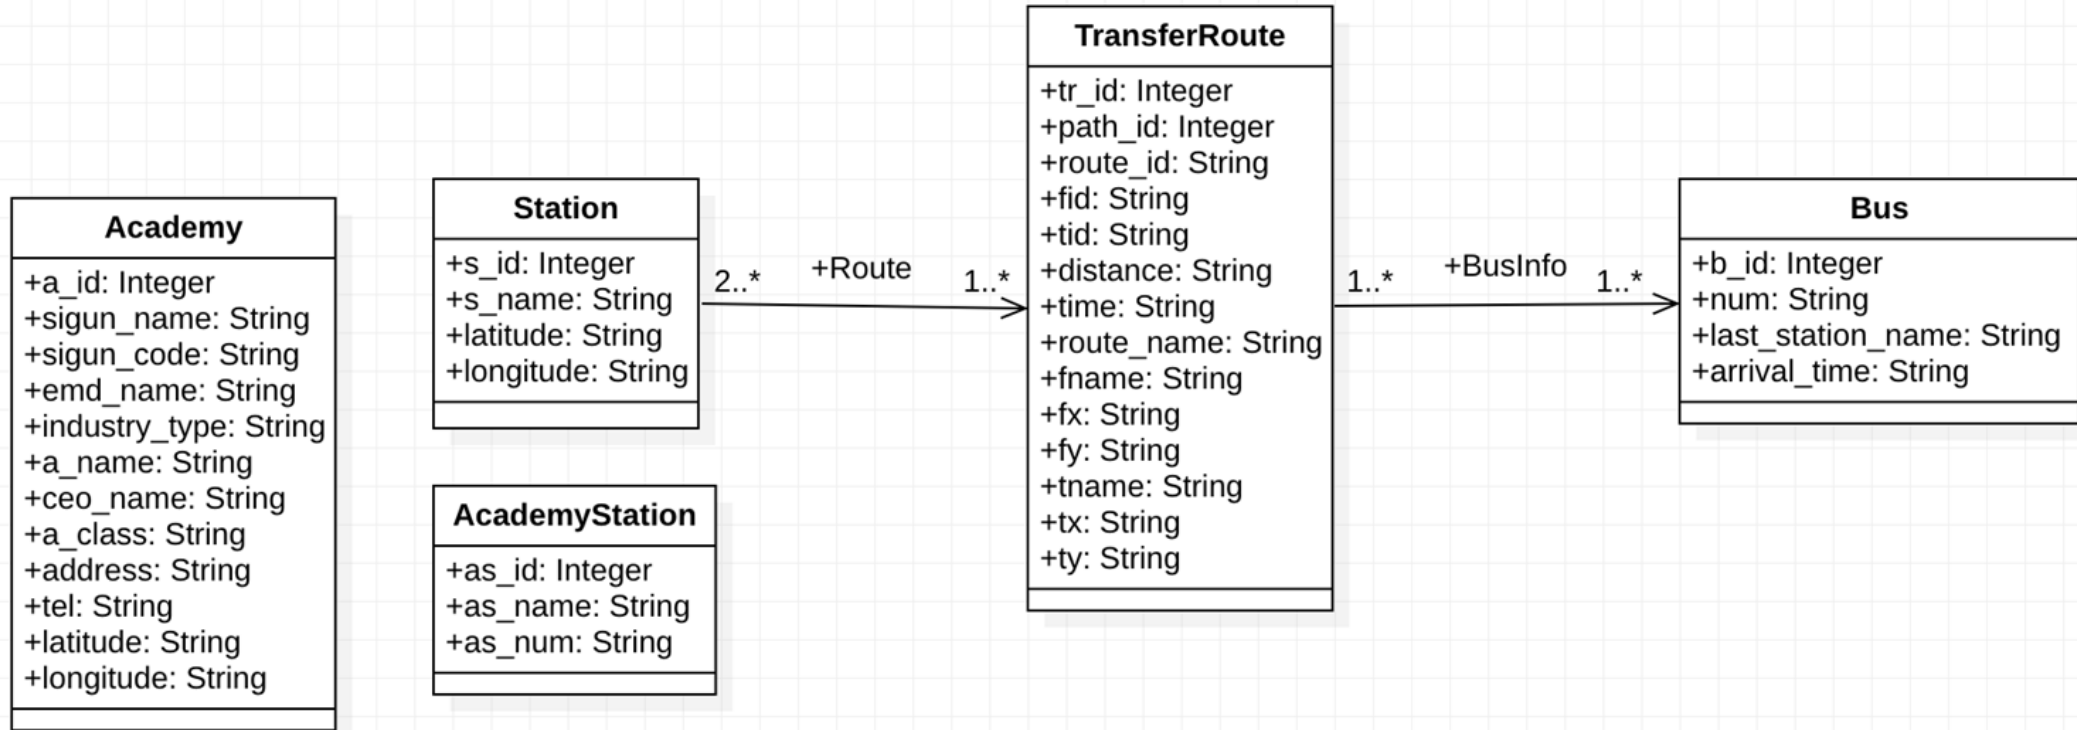 Academy
+a_id: Integer
+sigun_name: String
+sigun_code: String
+emd_name: String
+industry_type: String
+a_name: String
+ceo_name: String
+a_class: String
+address: String
+tel: String
+latitude: String
+longitude: String
Station
+s_id: Integer
+s_name: String
+latitude: String
+longitude: String
AcademyStation
+as_id: Integer
+as_name: String
+as_num: String
2..*
+Route
1..*
TransferRoute
+tr_id: Integer
+path_id: Integer
+route_id: String
+fid: String
+tid: String
+distance: String
+time: String
+route_name: String
+fname: String
+fx: String
+fy: String
+tname: String
+tx: String
+ty: String
1..*
+BusInfo
1..*
Bus
+b_id: Integer
+num: String
+last_station_name: String
+arrival_time: String